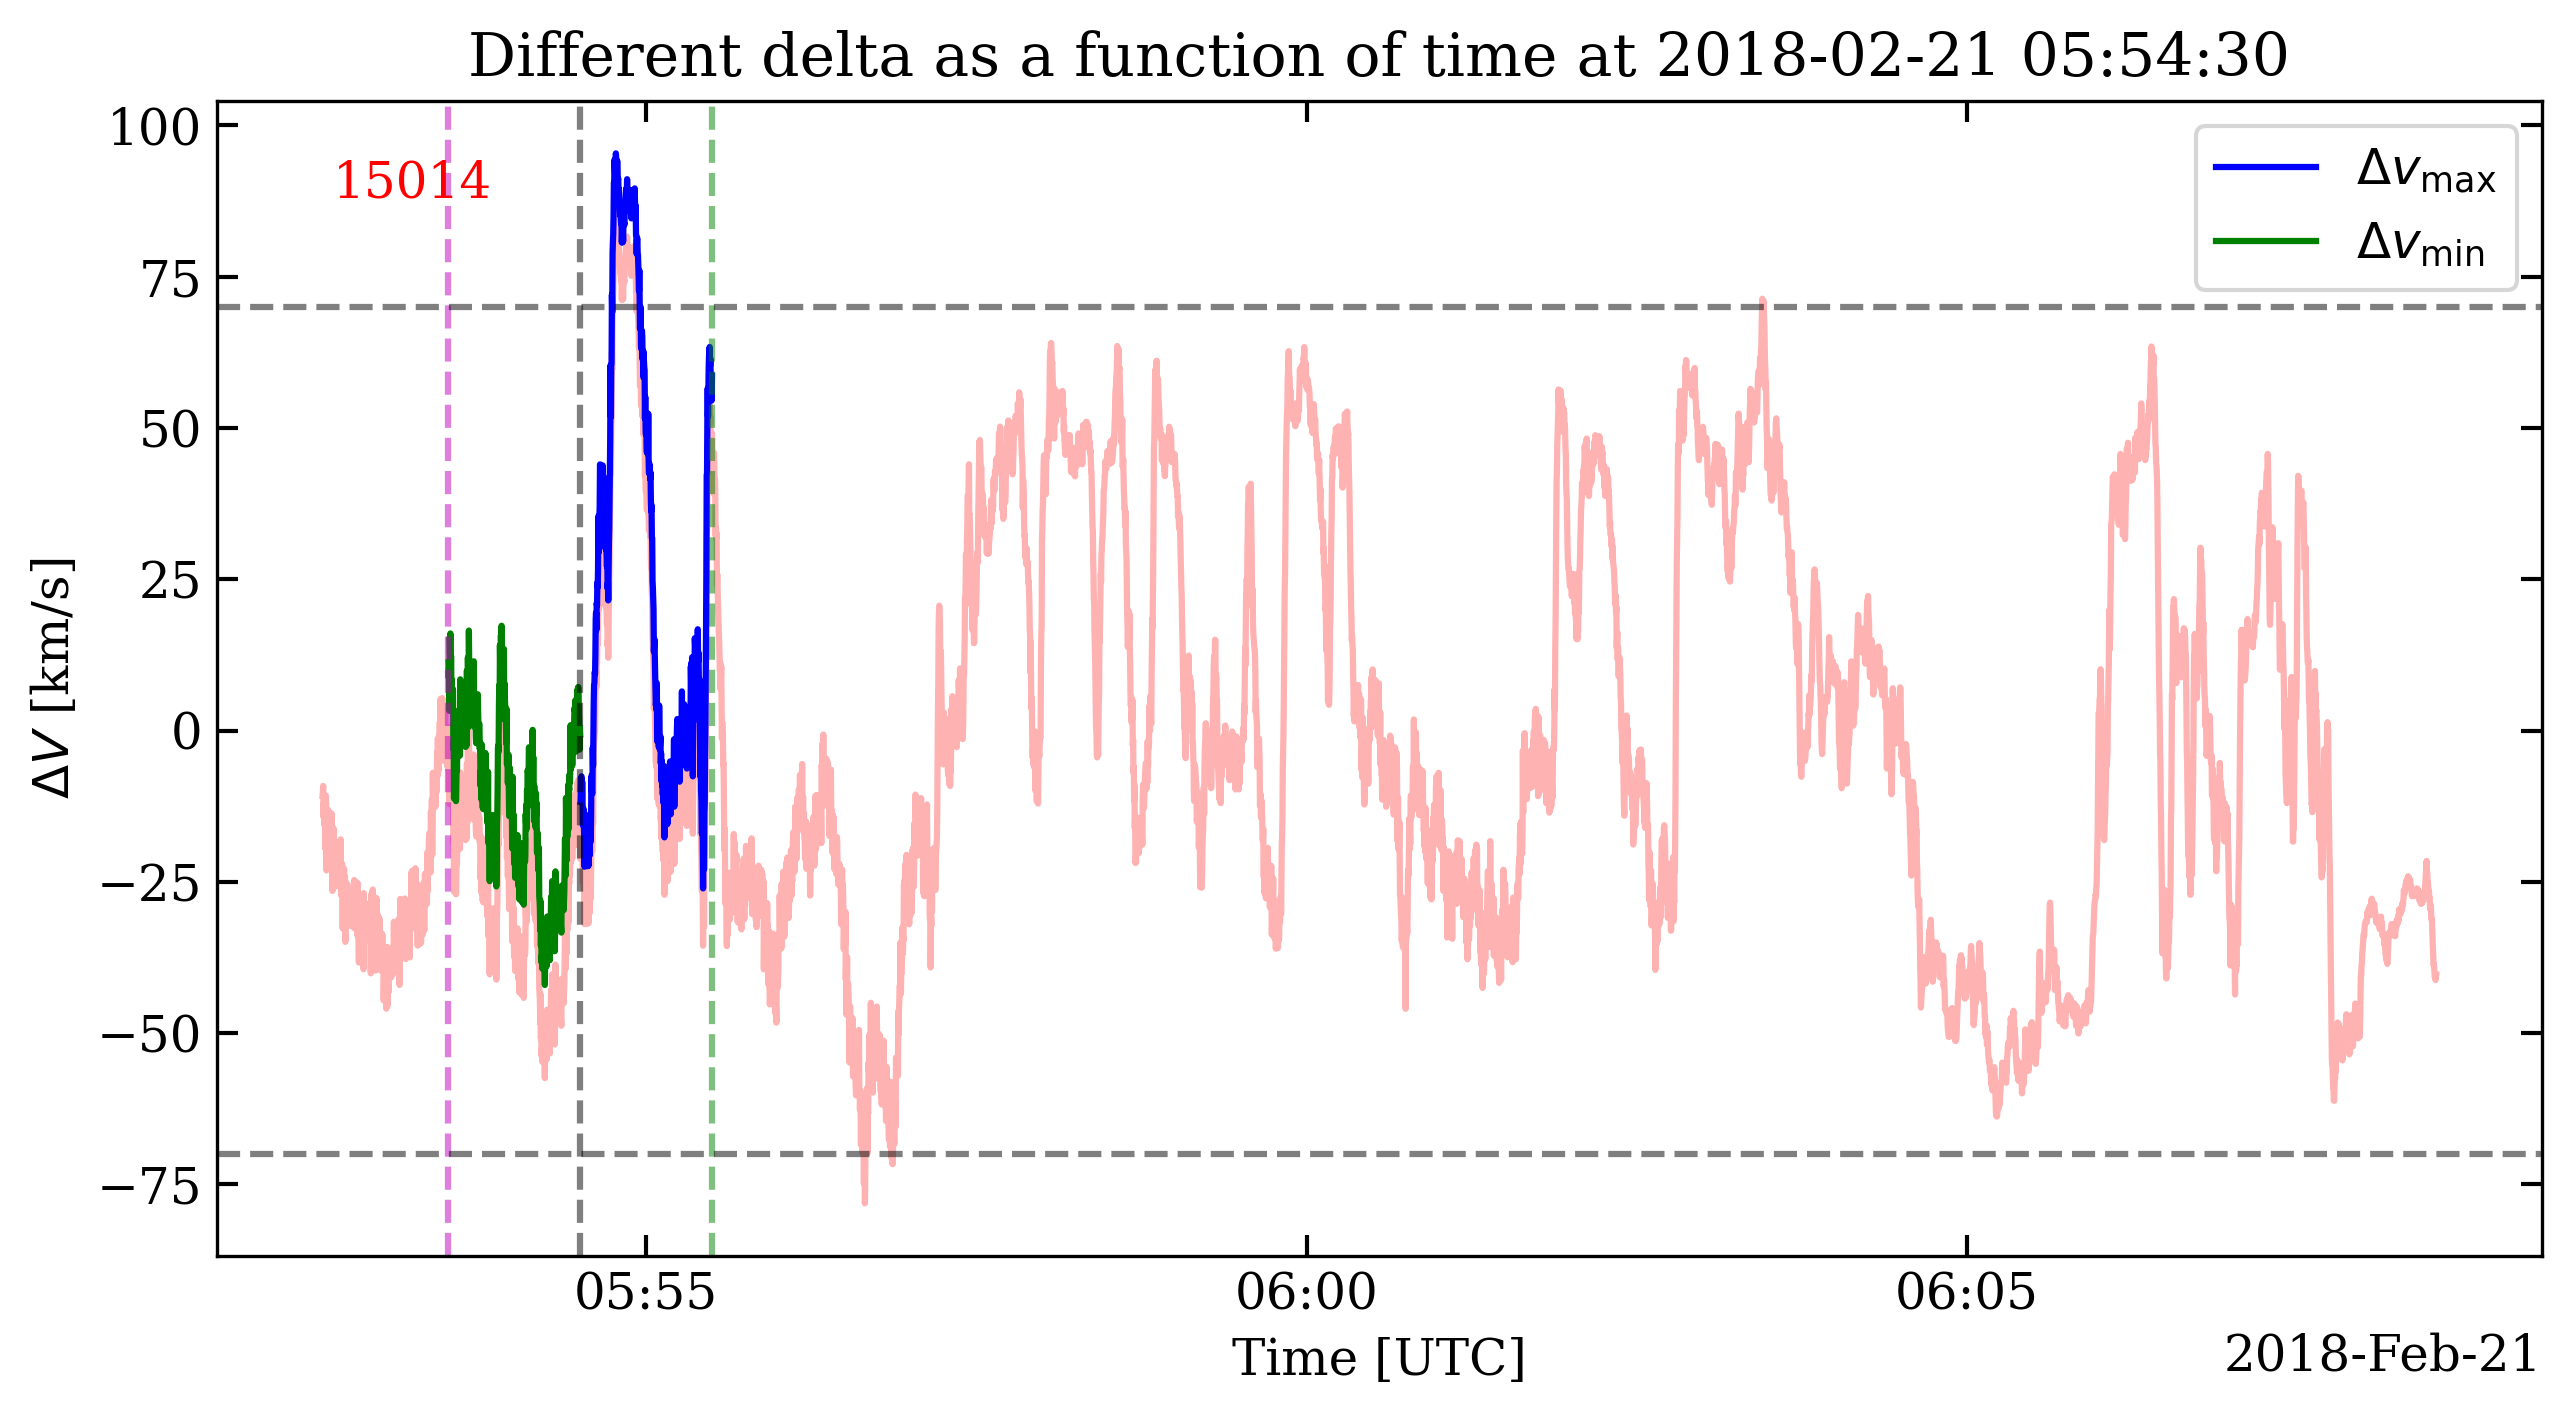 Different delta as a function of time at 2018-02-21 05:54:30
15014
Δv_max
Δv_min
100
75
50
25
0
−25
−50
−75
ΔV [km/s]
05:55 06:00 06:05
Time [UTC]
2018-Feb-21